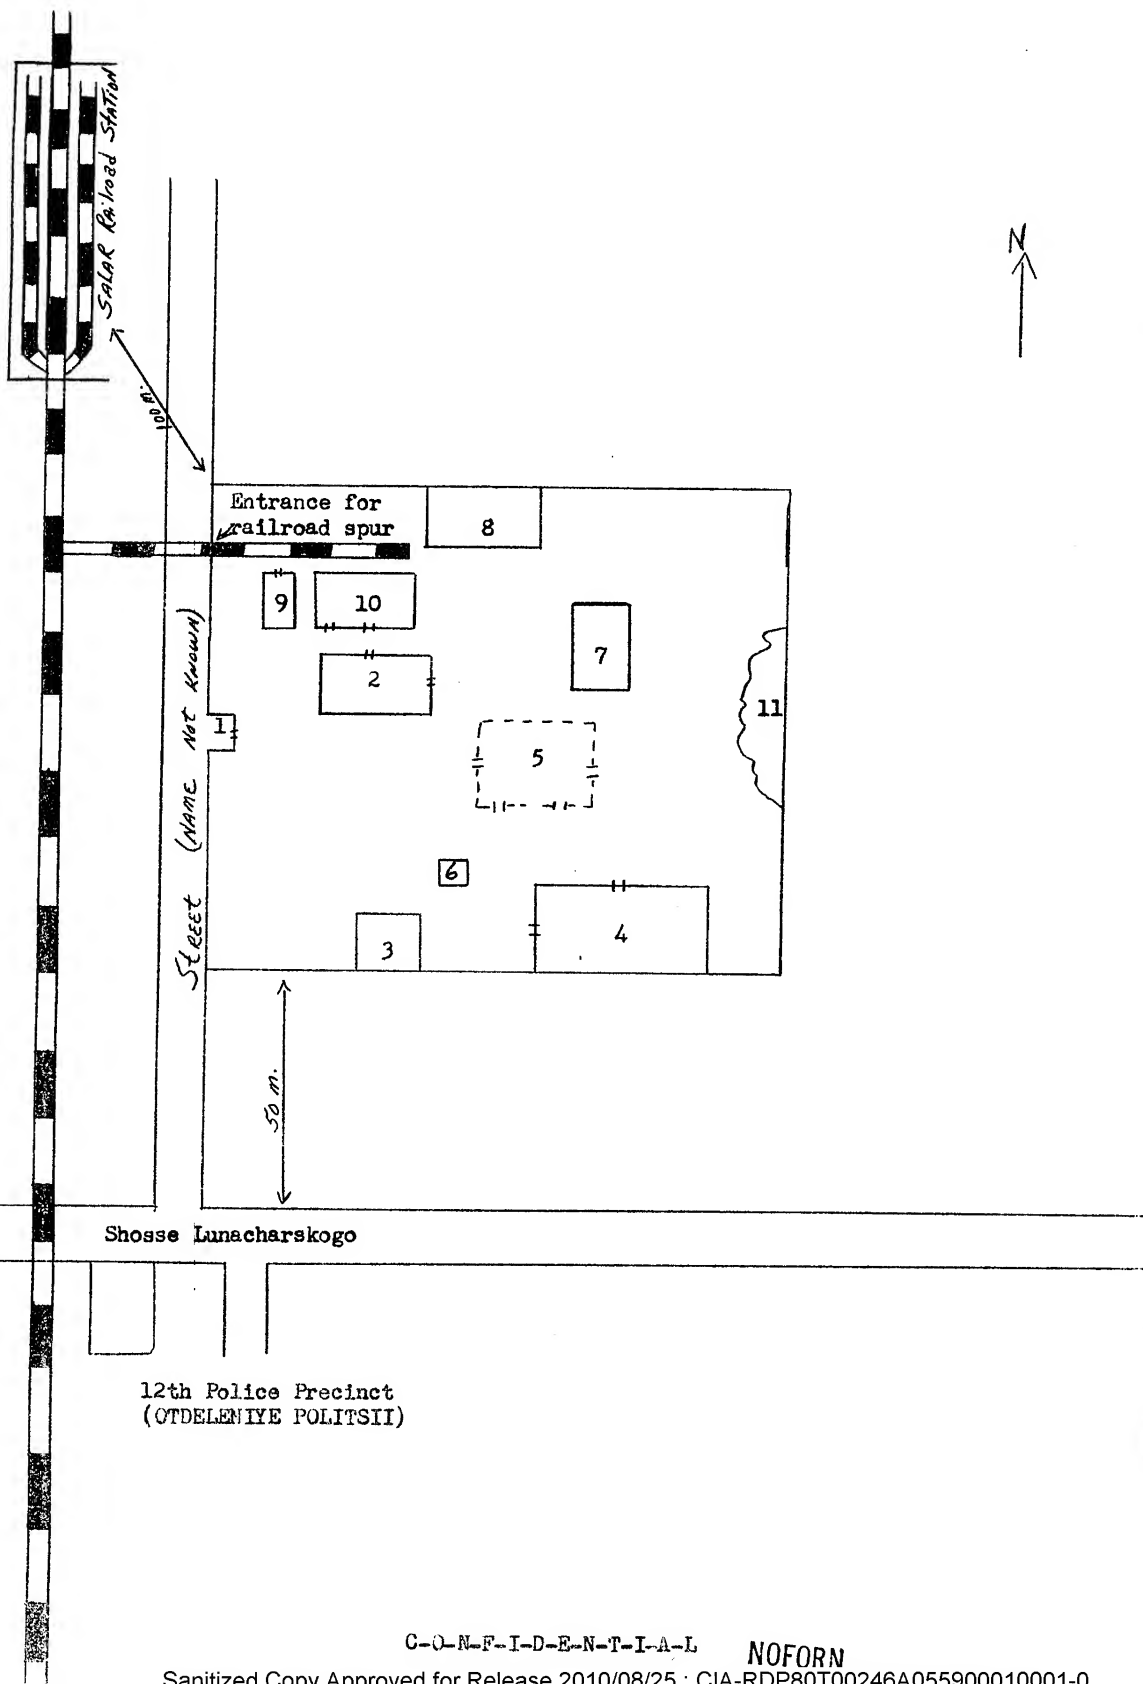 SALAR Railroad Station
N
100 m.
Entrance for
railroad spur
8
9
10
7
2
11
1
5
STREET (NAME Not KNOWN)
6
4
3
50 m.
Shosse Lunacharskogo
12th Police Precinct
(OTDELENIYE POLITSII)
C-O-N-F-I-D-E-N-T-I-A-L
NOFORN
Sanitized Copy Approved for Release 2010/08/25 : CIA-RDP80T00246A055900010001-0